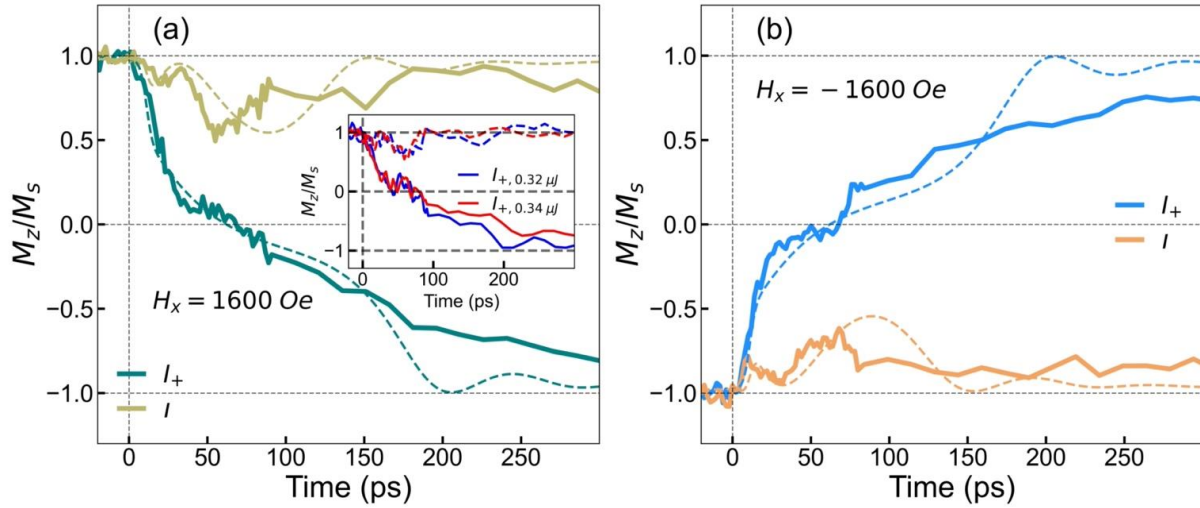 (a)
1.0
0.5
0.0
−0.5
−1.0
M_z/M_s
H_x = 1600 Oe
I_+
I
0
50
100
150
200
250
Time (ps)
1
0
−1
M_z/M_s
I_+, 0.32 μJ
I_+, 0.34 μJ
0
100
200
Time (ps)
(b)
1.0
0.5
0.0
−0.5
−1.0
M_z/M_s
H_x = − 1600 Oe
I_+
I
0
50
100
150
200
250
Time (ps)